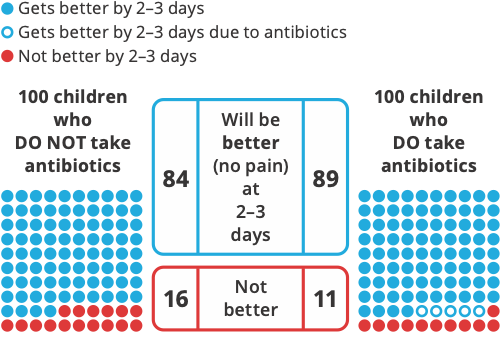 Gets better by 2–3 days
Gets better by 2–3 days due to antibiotics
Not better by 2–3 days
100 children
who
DO NOT take
antibiotics
84
Will be
better
(no pain)
at
2–3
days
89
16
Not
better
11
100 children
who
DO take
antibiotics